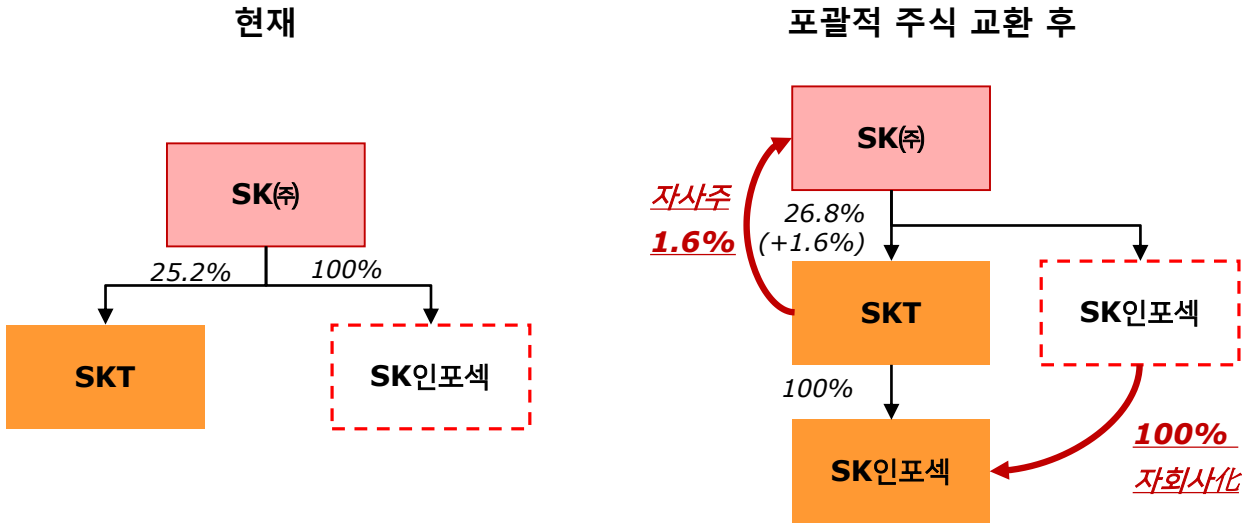 현재
SK㈜
25.2%
100%
SKT
SK인포섹
포괄적 주식 교환 후
SK㈜
자사주
1.6%
26.8%
(+1.6%)
SKT
SK인포섹
100%
SK인포섹
100%
자회사化